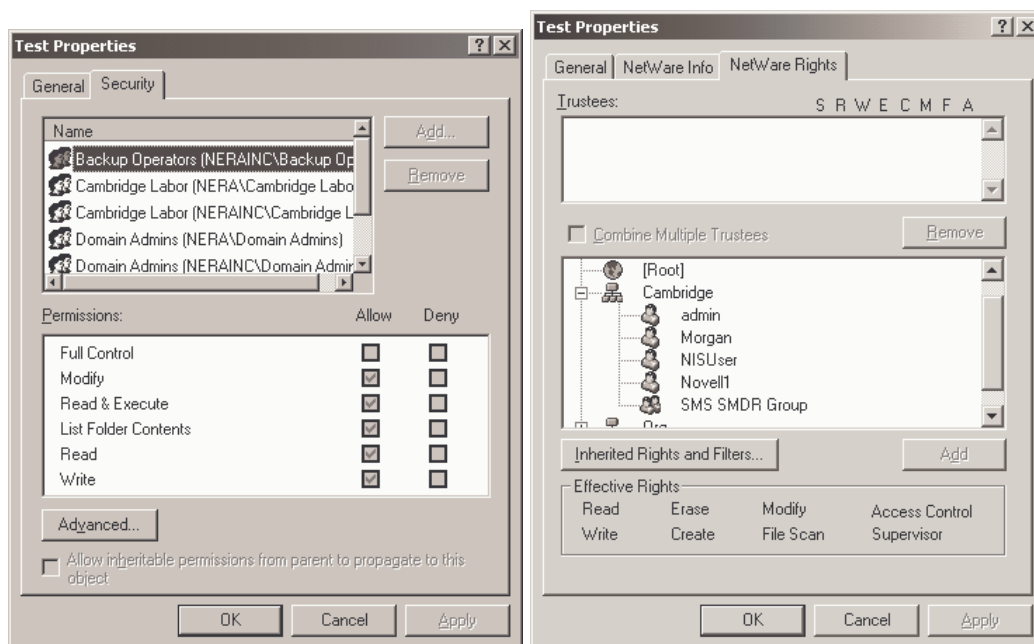 Test Properties
General Security
Name
Add...
Backup Operators (NERAINC\Backup Op
Remove
Cambridge Labor (NERA\Cambridge Labo
Cambridge Labor (NERAINC\Cambridge L
Domain Admins (NERA\Domain Admins)
Domain Admins (NERAINC\Domain Admin
Permissions: Allow Deny
Full Control
Modify
Read & Execute
List Folder Contents
Read
Write
Advanced...
Allow inheritable permissions from parent to propagate to this
object
OK Cancel Apply
Test Properties
General NetWare Info NetWare Rights
Trustees: S R W E C M F A
Combine Multiple Trustees Remove
[Root]
Cambridge
admin
Morgan
NISUser
Novell1
SMS SMDR Group
Org
Inherited Rights and Filters... Add
Effective Rights
Read Erase Modify Access Control
Write Create File Scan Supervisor
OK Cancel Apply